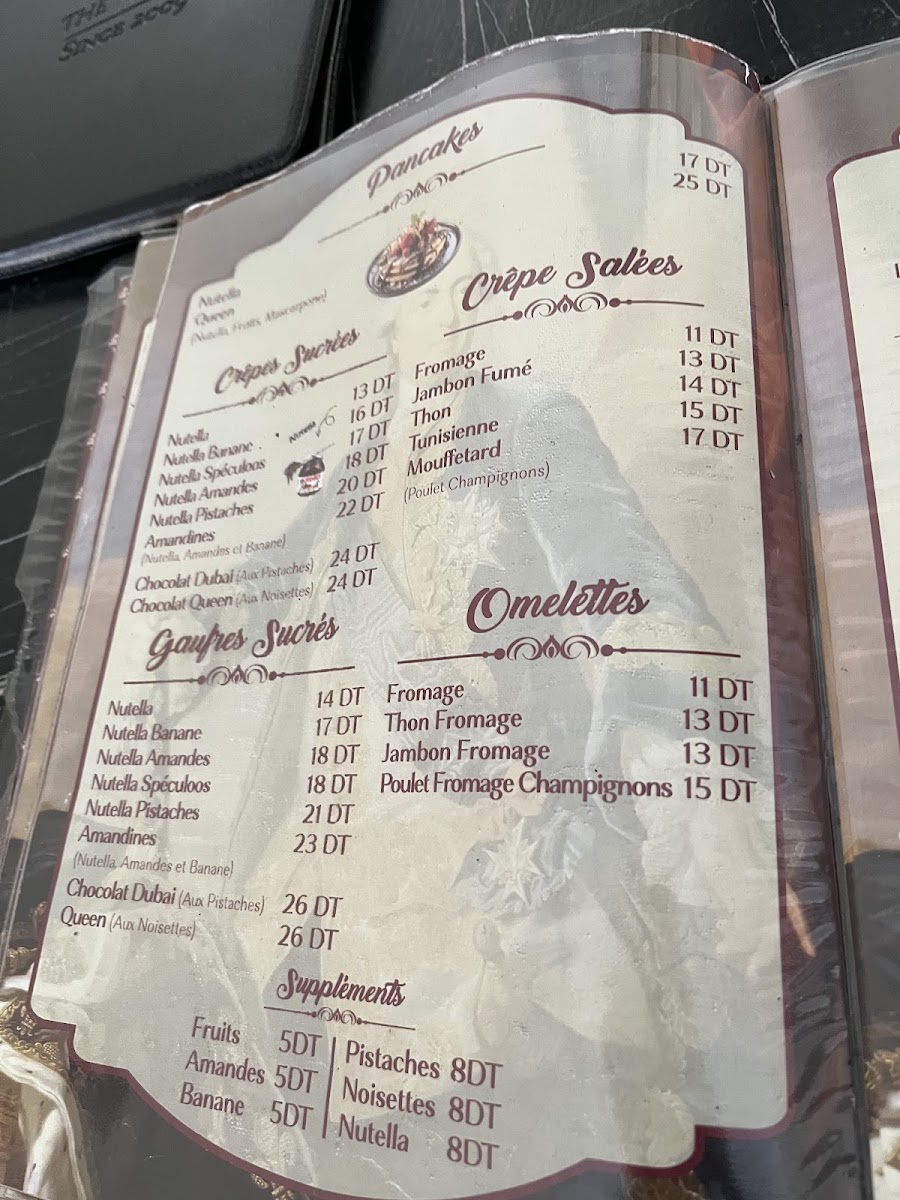 THE
SINCE 2009
Pancakes
Nutella 17 DT
Queen 25 DT
(Nutella, Fruits, Mascarpone)
Crêpes Sucrées
Nutella 13 DT
Nutella Banane 16 DT
Nutella Spéculoos 17 DT
Nutella Amandes 18 DT
Nutella Pistaches 20 DT
Amandines 22 DT
(Nutella, Amandes et Banane)
Chocolat Dubai (Aux Pistaches) 24 DT
Chocolat Queen (Aux Noisettes) 24 DT
Gaufres Sucrés
Nutella 14 DT
Nutella Banane 17 DT
Nutella Amandes 18 DT
Nutella Spéculoos 18 DT
Nutella Pistaches 21 DT
Amandines 23 DT
(Nutella, Amandes et Banane)
Chocolat Dubai (Aux Pistaches) 26 DT
Queen (Aux Noisettes) 26 DT
Crêpe Salées
Fromage 11 DT
Jambon Fumé 13 DT
Thon 14 DT
Tunisienne 15 DT
Mouffetard 17 DT
(Poulet Champignons)
Omelettes
Fromage 11 DT
Thon Fromage 13 DT
Jambon Fromage 13 DT
Poulet Fromage Champignons 15 DT
Suppléments
Fruits 5DT
Amandes 5DT
Banane 5DT
Pistaches 8DT
Noisettes 8DT
Nutella 8DT